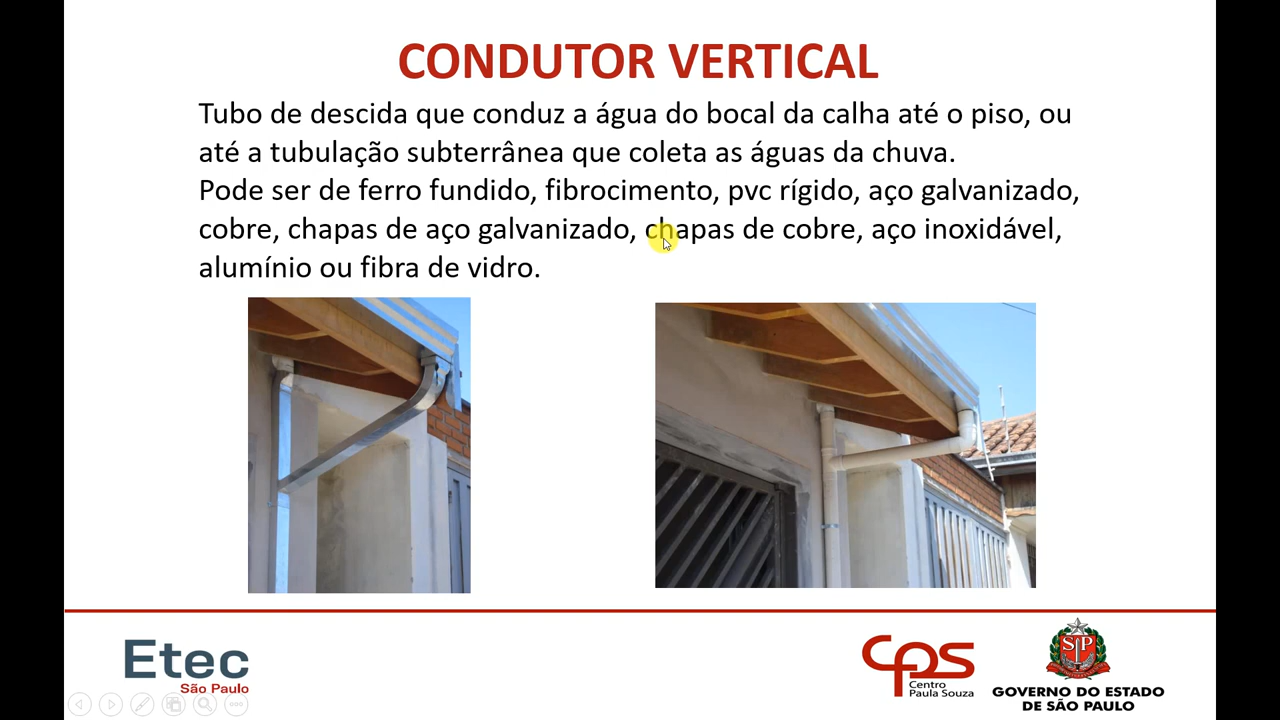 CONDUTOR VERTICAL
Tubo de descida que conduz a água do bocal da calha até o piso, ou
até a tubulação subterrânea que coleta as águas da chuva.
Pode ser de ferro fundido, fibrocimento, pvc rígido, aço galvanizado,
cobre, chapas de aço galvanizado, chapas de cobre, aço inoxidável,
alumínio ou fibra de vidro.
Etec
São Paulo
CPS
Centro
Paula Souza
SP
GOVERNO DO ESTADO
DE SÃO PAULO